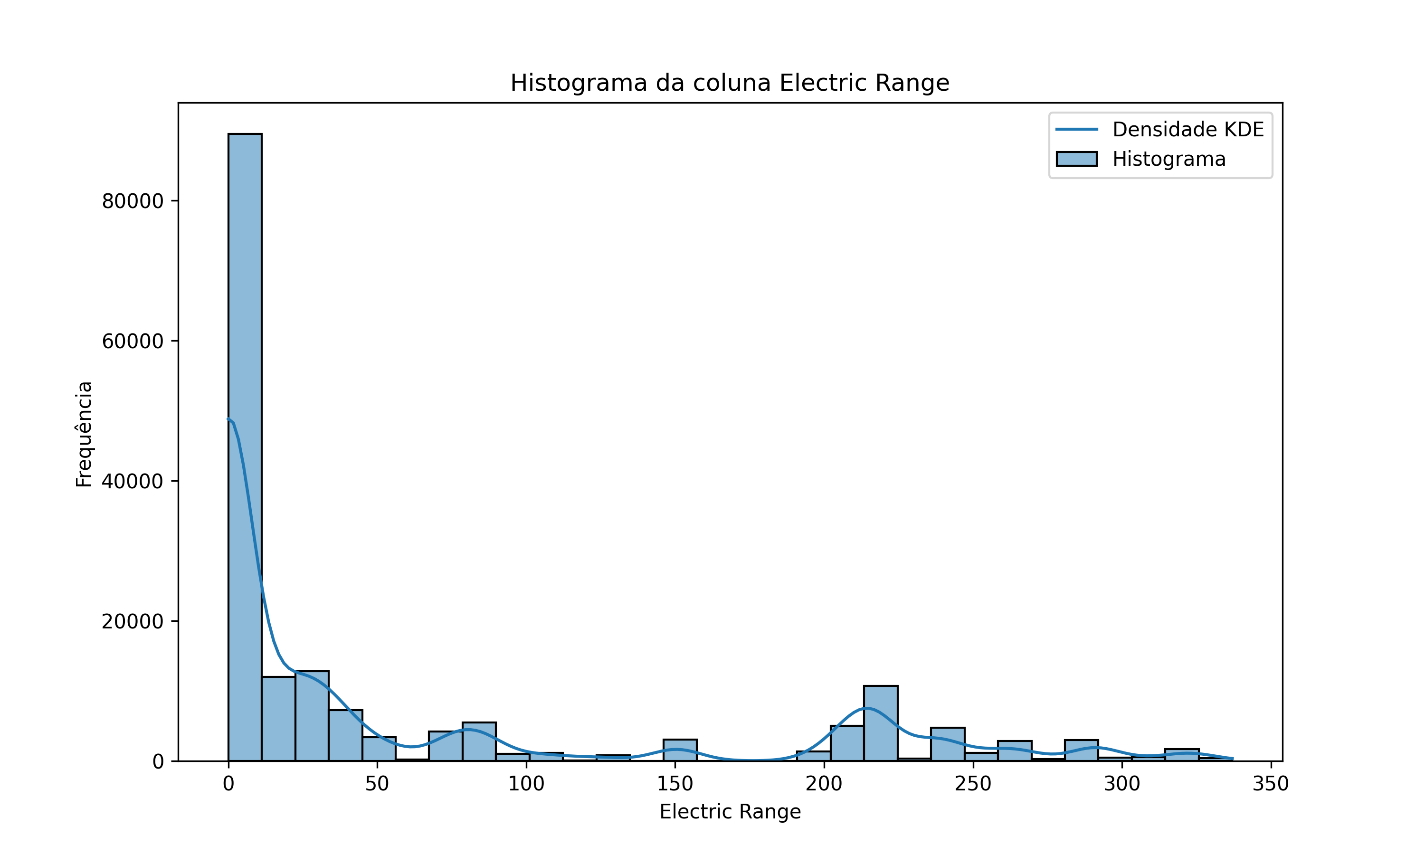 Histograma da coluna Electric Range
Densidade KDE
Histograma
Frequência
80000
60000
40000
20000
0
0 50 100 150 200 250 300 350
Electric Range